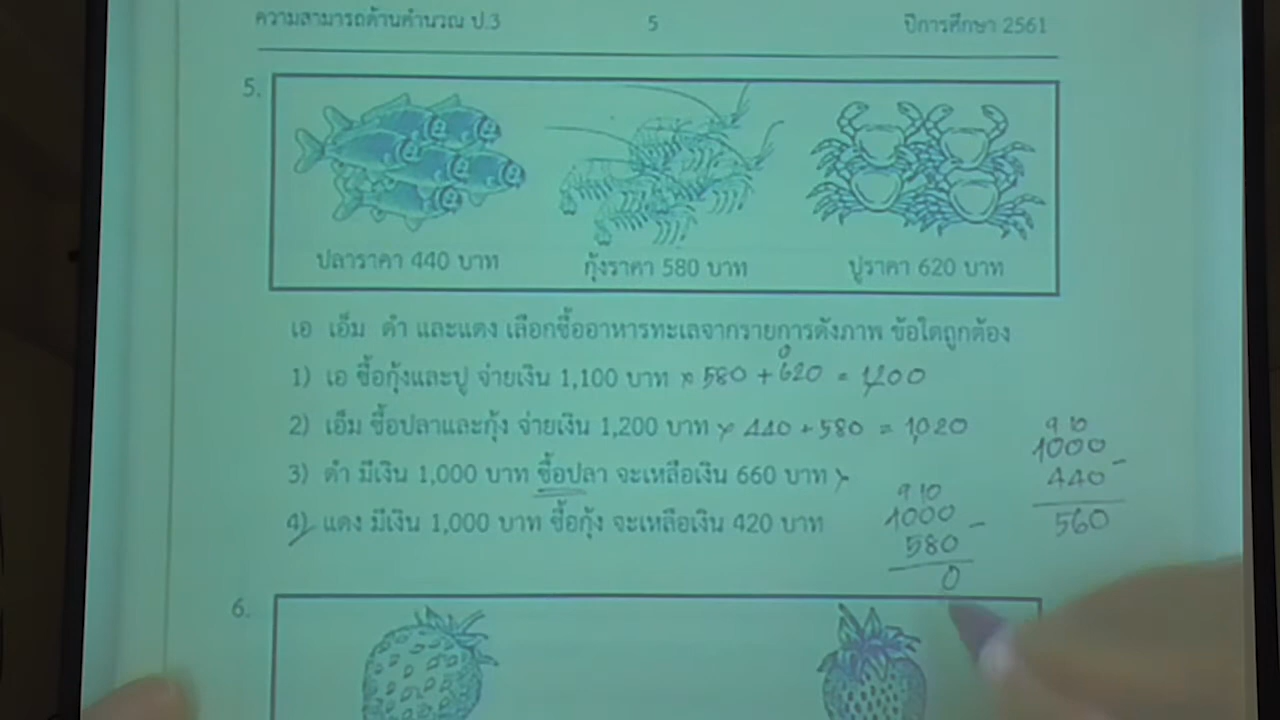 ความสามารถด้านคำนวณ ป.3 5 ปีการศึกษา 2561
5.
ปลาราคา 440 บาท กุ้งราคา 580 บาท ปูราคา 620 บาท
เอ เอ็ม ดำ และแดง เลือกซื้ออาหารทะเลจากรายการดังภาพ ข้อใดถูกต้อง
0
1) เอ ซื้อกุ้งและปู จ่ายเงิน 1,100 บาท × 580 + 620 = 1,200
2) เอ็ม ซื้อปลาและกุ้ง จ่ายเงิน 1,200 บาท × 440 + 580 = 1,020
3) ดำ มีเงิน 1,000 บาท ซื้อปลา จะเหลือเงิน 660 บาท ×
4) แดง มีเงิน 1,000 บาท ซื้อกุ้ง จะเหลือเงิน 420 บาท
9 10
1000 -
580
0
9 10
1000 -
440
560
6.